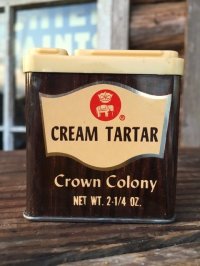 ®
CREAM TARTAR
Crown Colony
NET WT. 2-1/4 OZ.